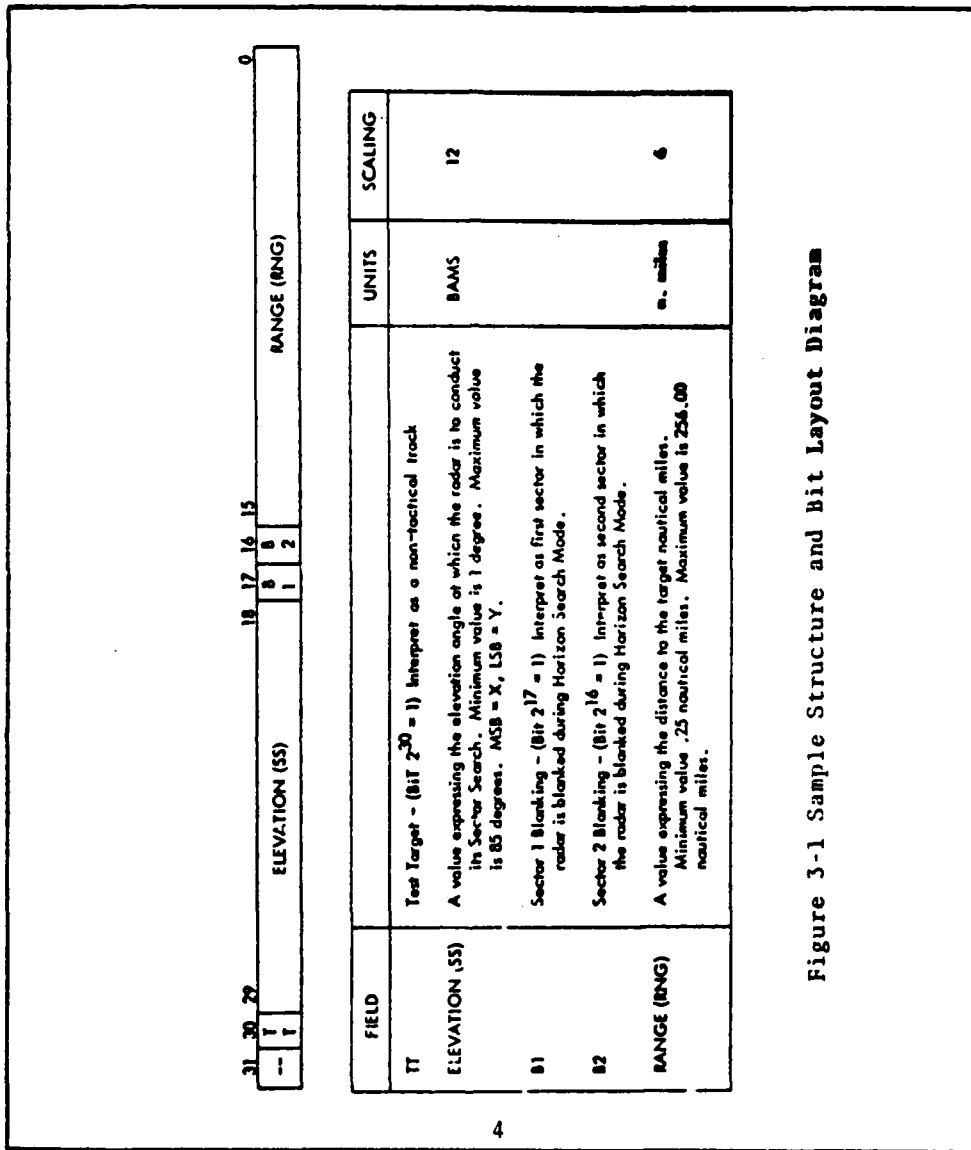 31 30 29 18 17 16 15 0
-- T T ELEVATION (SS) B 1 B 2 RANGE (RNG)
FIELD UNITS SCALING
TT Test Target - (BiT 2^30 = 1) Interpret as a non-tactical track
ELEVATION (SS) A value expressing the elevation angle at which the radar is to conduct BAMS 12
its Sector Search. Minimum value is 1 degree. Maximum value
is 85 degrees. MSB = X, LSB = Y.
B1 Sector 1 Blanking - (Bit 2^17 = 1) Interpret as first sector in which the
radar is blanked during Horizon Search Mode.
B2 Sector 2 Blanking - (Bit 2^16 = 1) Interpret as second sector in which
the radar is blanked during Horizon Search Mode.
RANGE (RNG) A value expressing the distance to the target nautical miles. n. miles 6
Minimum value .25 nautical miles. Maximum value is 256.00
nautical miles.
Figure 3-1 Sample Structure and Bit Layout Diagram
4